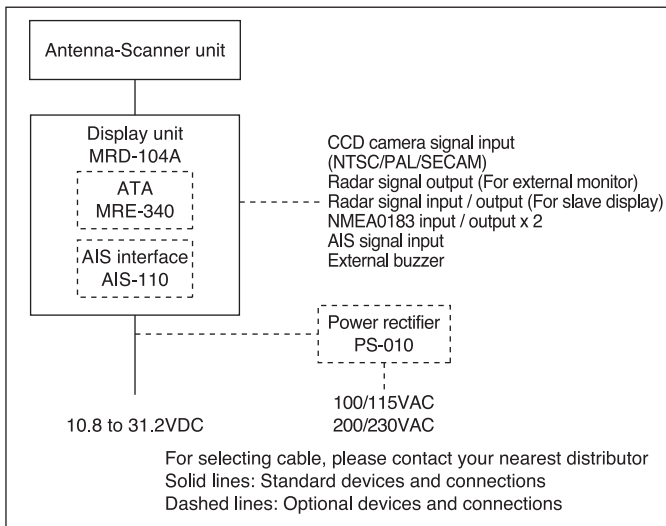 Antenna-Scanner unit
Display unit
MRD-104A
ATA
MRE-340
AIS interface
AIS-110
CCD camera signal input
(NTSC/PAL/SECAM)
Radar signal output (For external monitor)
Radar signal input / output (For slave display)
NMEA0183 input / output x 2
AIS signal input
External buzzer
Power rectifier
PS-010
10.8 to 31.2VDC
100/115VAC
200/230VAC
For selecting cable, please contact your nearest distributor
Solid lines: Standard devices and connections
Dashed lines: Optional devices and connections